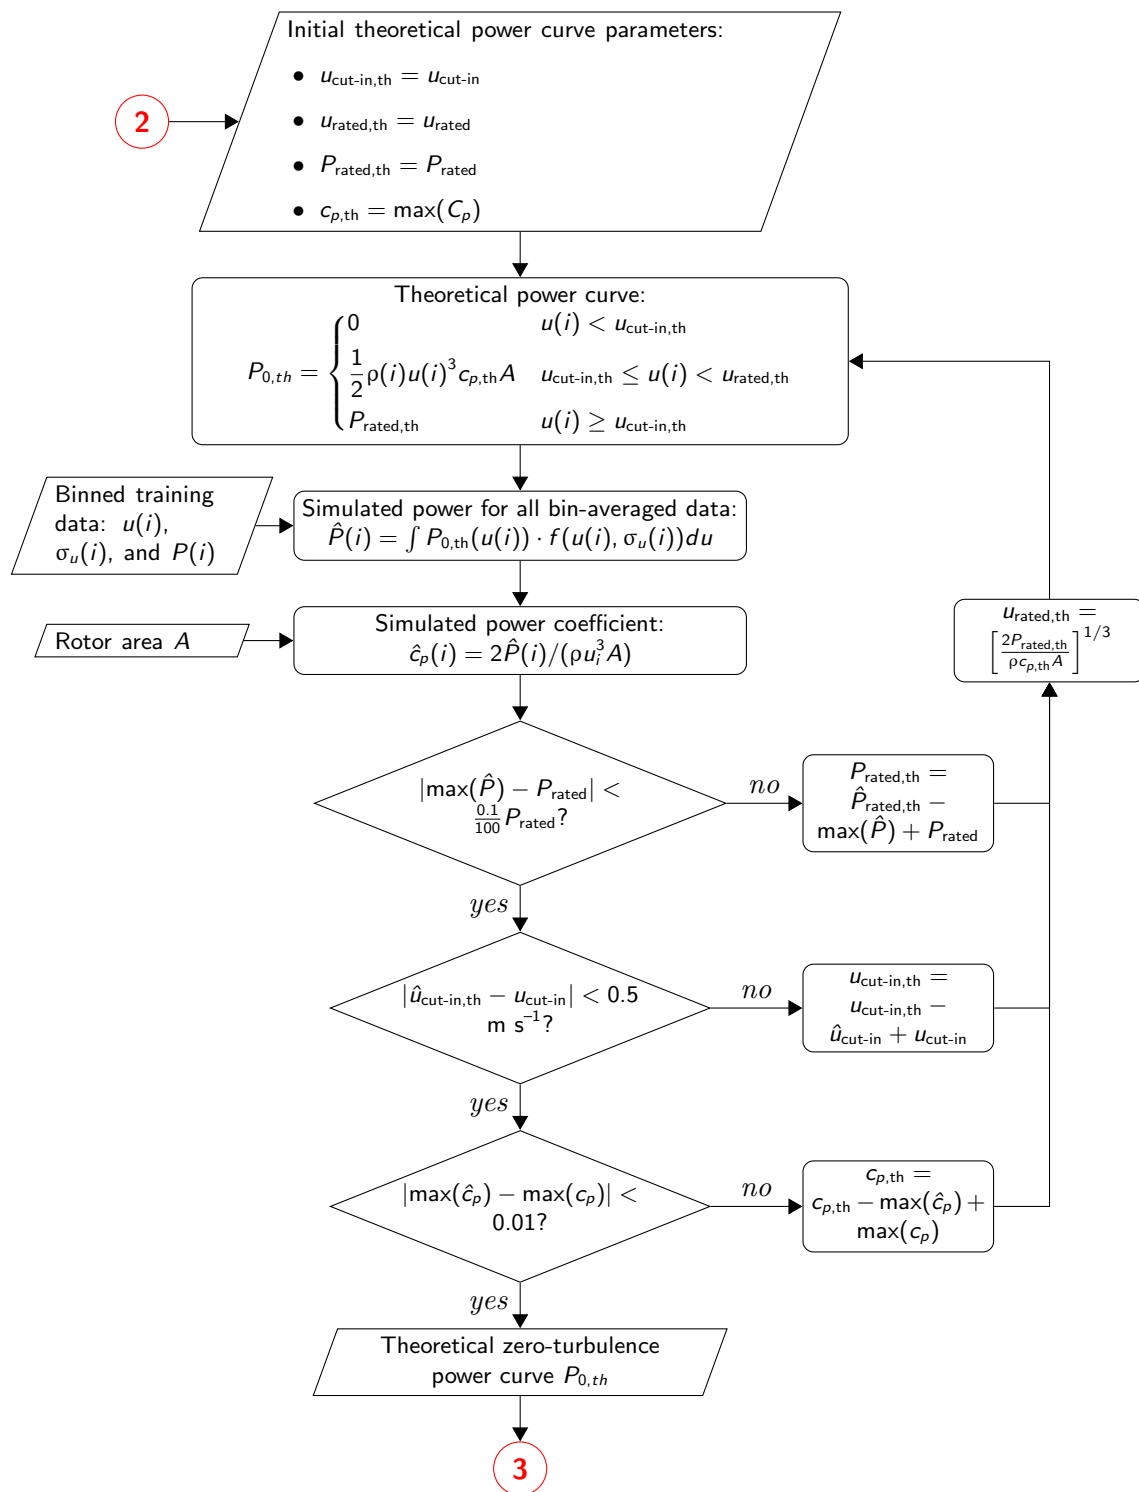 Initial theoretical power curve parameters:
• u_cut-in,th = u_cut-in
2
• u_rated,th = u_rated
• P_rated,th = P_rated
• c_p,th = max(C_p)
Theoretical power curve:
P_0,th = { 0 u(i) < u_cut-in,th
1/2 ρ(i)u(i)³c_p,th A u_cut-in,th ≤ u(i) < u_rated,th
P_rated,th u(i) ≥ u_cut-in,th
Binned training
data: u(i),
σ_u(i), and P(i)
Simulated power for all bin-averaged data:
P̂(i) = ∫ P_0,th(u(i)) · f(u(i), σ_u(i))du
Rotor area A
Simulated power coefficient:
ĉ_p(i) = 2P̂(i)/(ρu_i³A)
u_rated,th =
[2P_rated,th / ρc_p,th A]^1/3
|max(P̂) − P_rated| <
0.1/100 P_rated?
no
P_rated,th =
P̂_rated,th −
max(P̂) + P_rated
yes
|û_cut-in,th − u_cut-in| < 0.5
m s⁻¹?
no
u_cut-in,th =
u_cut-in,th −
û_cut-in + u_cut-in
yes
|max(ĉ_p) − max(c_p)| <
0.01?
no
c_p,th =
c_p,th − max(ĉ_p) +
max(c_p)
yes
Theoretical zero-turbulence
power curve P_0,th
3